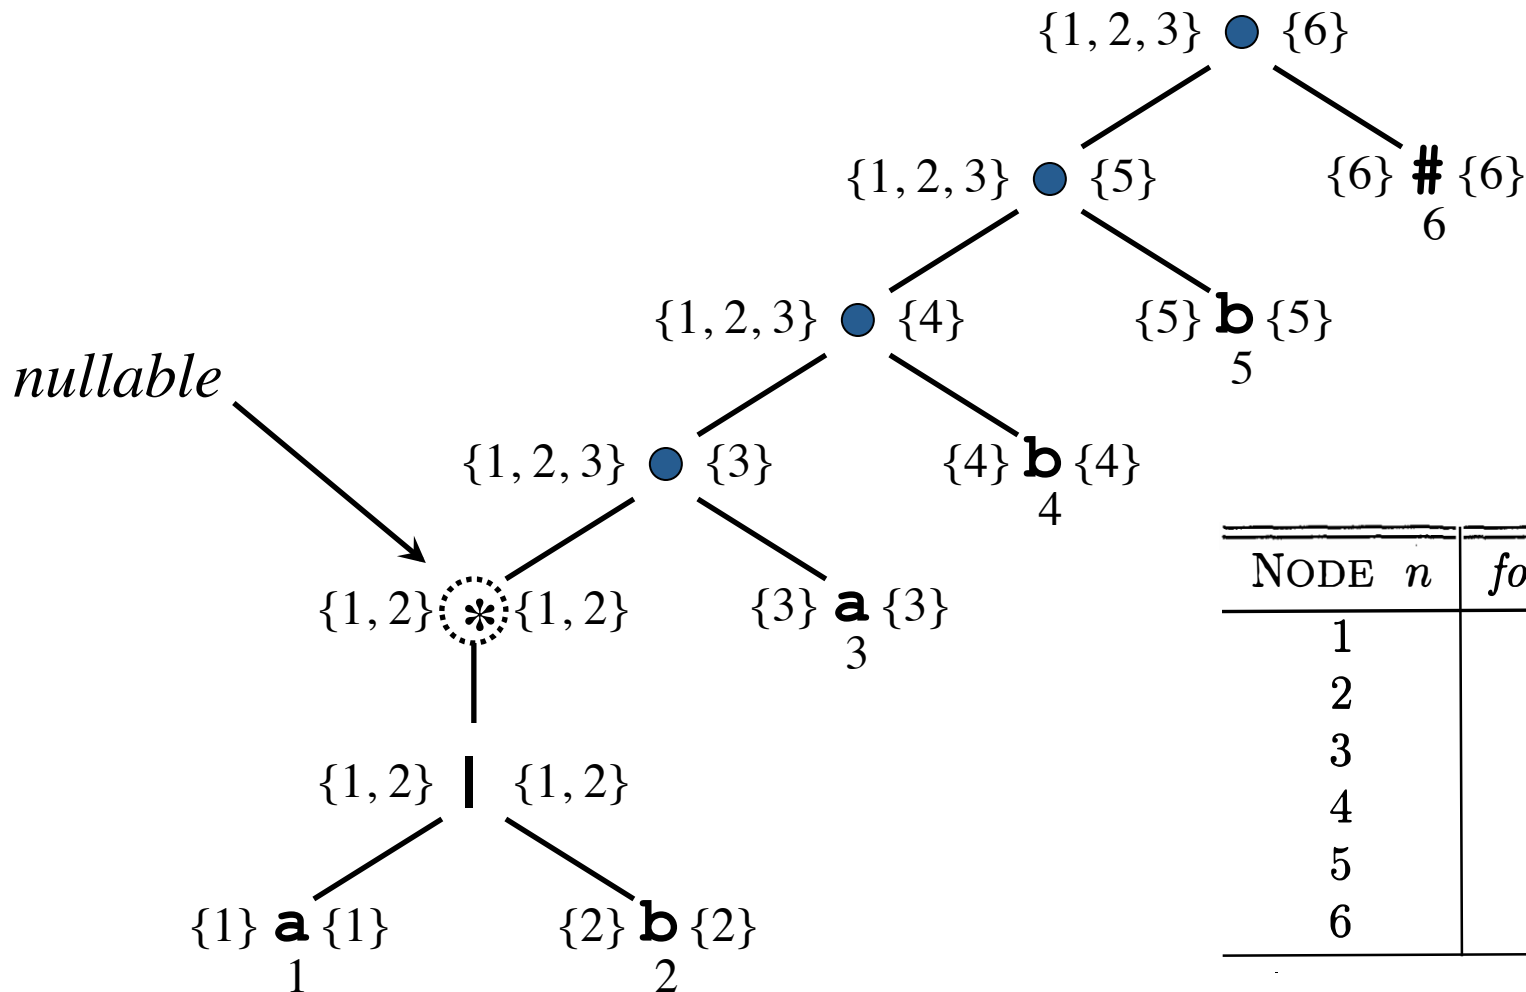 {1, 2, 3} {6}
{1, 2, 3} {5} {6} # {6}
6
{1, 2, 3} {4} {5} b {5}
5
nullable
{1, 2, 3} {3} {4} b {4}
4
{1, 2} * {1, 2} {3} a {3}
3
{1, 2} | {1, 2}
{1} a {1} {2} b {2}
1 2
NODE n fo
1
2
3
4
5
6